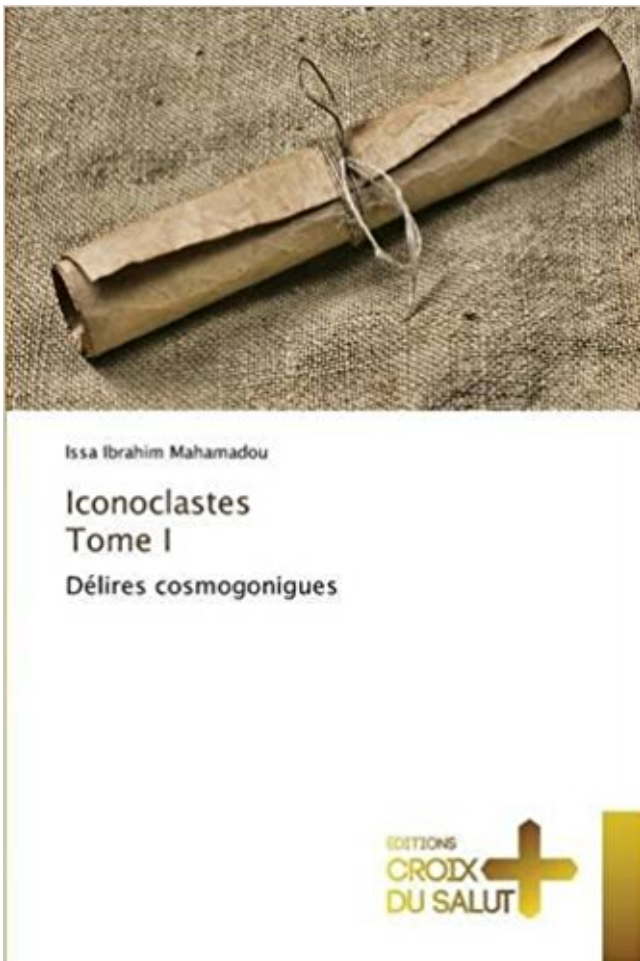 Issa Ibrahim Mahamadou
Iconoclastes
Tome I
Délires cosmogonigues
EDITIONS
CROIX
DU SALUT